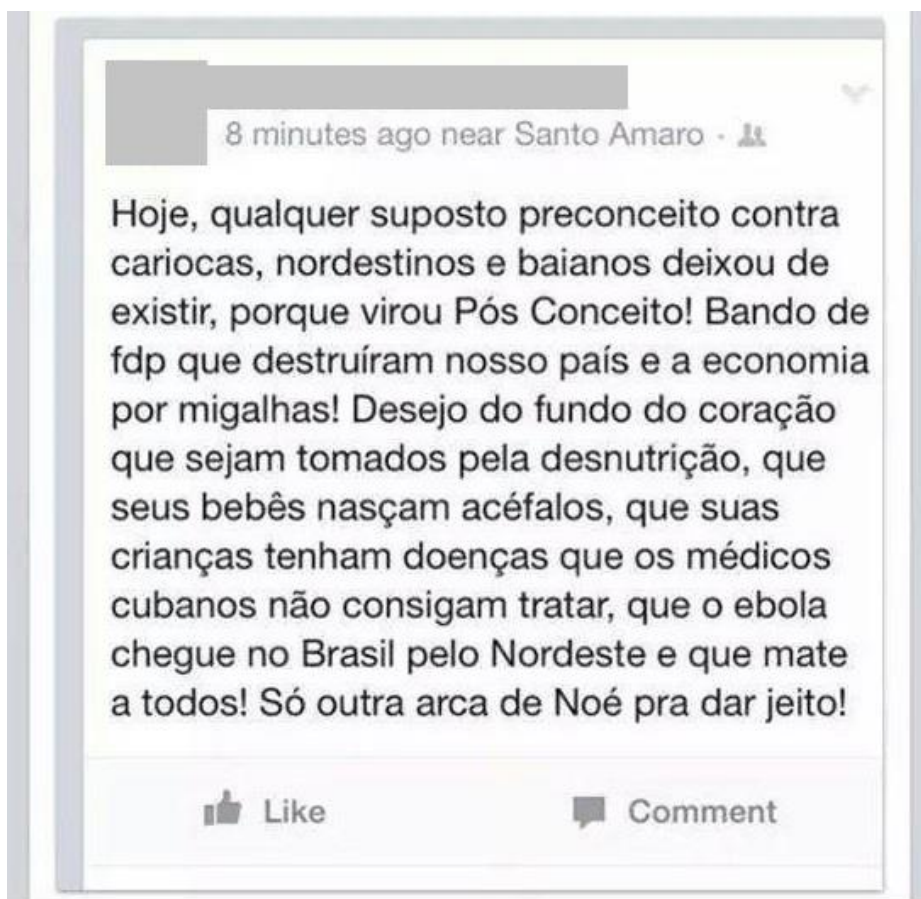 8 minutes ago near Santo Amaro ·
Hoje, qualquer suposto preconceito contra
cariocas, nordestinos e baianos deixou de
existir, porque virou Pós Conceito! Bando de
fdp que destruíram nosso país e a economia
por migalhas! Desejo do fundo do coração
que sejam tomados pela desnutrição, que
seus bebês nasçam acéfalos, que suas
crianças tenham doenças que os médicos
cubanos não consigam tratar, que o ebola
chegue no Brasil pelo Nordeste e que mate
a todos! Só outra arca de Noé pra dar jeito!
Like Comment